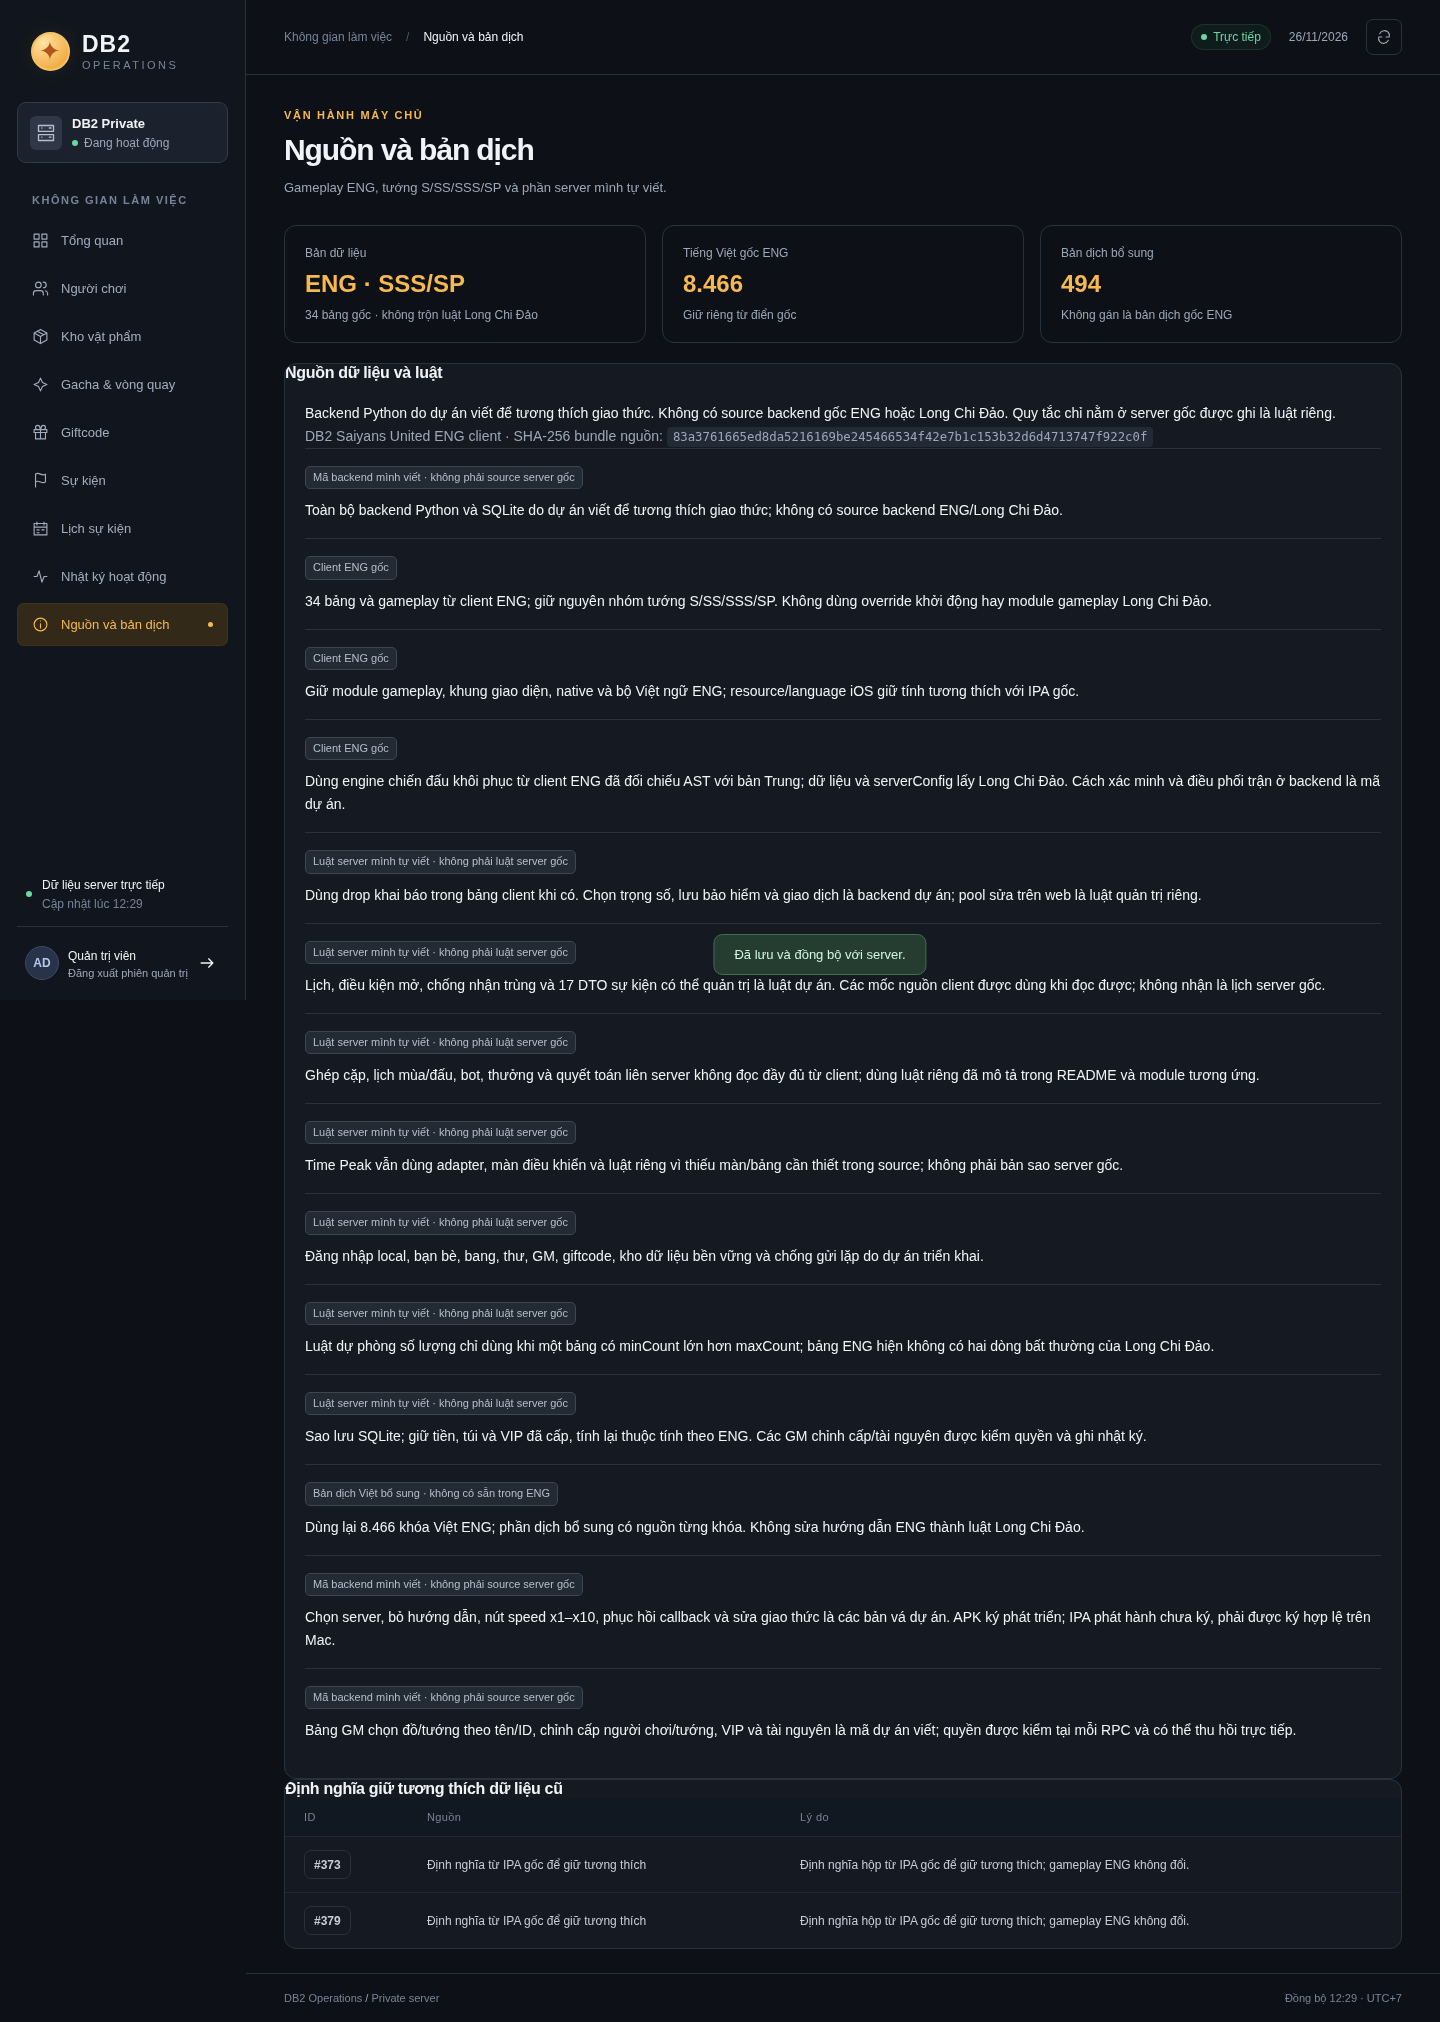 DB2
OPERATIONS
DB2 Private
Đang hoạt động
KHÔNG GIAN LÀM VIỆC
Tổng quan
Người chơi
Kho vật phẩm
Gacha & vòng quay
Giftcode
Sự kiện
Lịch sự kiện
Nhật ký hoạt động
Nguồn và bản dịch
Dữ liệu server trực tiếp
Cập nhật lúc 12:29
AD
Quản trị viên
Đăng xuất phiên quản trị
Không gian làm việc / Nguồn và bản dịch
Trực tiếp
26/11/2026
VẬN HÀNH MÁY CHỦ
Nguồn và bản dịch
Gameplay ENG, tướng S/SS/SSS/SP và phần server mình tự viết.
Bản dữ liệu
ENG · SSS/SP
34 bảng gốc · không trộn luật Long Chi Đảo
Tiếng Việt gốc ENG
8.466
Giữ riêng từ điển gốc
Bản dịch bổ sung
494
Không gán là bản dịch gốc ENG
Nguồn dữ liệu và luật
Backend Python do dự án viết để tương thích giao thức. Không có source backend gốc ENG hoặc Long Chi Đảo. Quy tắc chỉ nằm ở server gốc được ghi là luật riêng.
DB2 Saiyans United ENG client · SHA-256 bundle nguồn: 83a3761665ed8da5216169be245466534f42e7b1c153b32d6d4713747f922c0f
Mã backend mình viết · không phải source server gốc
Toàn bộ backend Python và SQLite do dự án viết để tương thích giao thức; không có source backend ENG/Long Chi Đảo.
Client ENG gốc
34 bảng và gameplay từ client ENG; giữ nguyên nhóm tướng S/SS/SSS/SP. Không dùng override khởi động hay module gameplay Long Chi Đảo.
Client ENG gốc
Giữ module gameplay, khung giao diện, native và bộ Việt ngữ ENG; resource/language iOS giữ tính tương thích với IPA gốc.
Client ENG gốc
Dùng engine chiến đấu khôi phục từ client ENG đã đối chiếu AST với bản Trung; dữ liệu và serverConfig lấy Long Chi Đảo. Cách xác minh và điều phối trận ở backend là mã
dự án.
Luật server mình tự viết · không phải luật server gốc
Dùng drop khai báo trong bảng client khi có. Chọn trọng số, lưu bảo hiểm và giao dịch là backend dự án; pool sửa trên web là luật quản trị riêng.
Luật server mình tự viết · không phải luật server gốc
Đã lưu và đồng bộ với server.
Lịch, điều kiện mở, chống nhận trùng và 17 DTO sự kiện có thể quản trị là luật dự án. Các mốc nguồn client được dùng khi đọc được; không nhận là lịch server gốc.
Luật server mình tự viết · không phải luật server gốc
Ghép cặp, lịch mùa/đấu, bot, thưởng và quyết toán liên server không đọc đầy đủ từ client; dùng luật riêng đã mô tả trong README và module tương ứng.
Luật server mình tự viết · không phải luật server gốc
Time Peak vẫn dùng adapter, màn điều khiển và luật riêng vì thiếu màn/bảng cần thiết trong source; không phải bản sao server gốc.
Luật server mình tự viết · không phải luật server gốc
Đăng nhập local, bạn bè, bang, thư, GM, giftcode, kho dữ liệu bền vững và chống gửi lặp do dự án triển khai.
Luật server mình tự viết · không phải luật server gốc
Luật dự phòng số lượng chỉ dùng khi một bảng có minCount lớn hơn maxCount; bảng ENG hiện không có hai dòng bất thường của Long Chi Đảo.
Luật server mình tự viết · không phải luật server gốc
Sao lưu SQLite; giữ tiền, túi và VIP đã cấp, tính lại thuộc tính theo ENG. Các GM chỉnh cấp/tài nguyên được kiểm quyền và ghi nhật ký.
Bản dịch Việt bổ sung · không có sẵn trong ENG
Dùng lại 8.466 khóa Việt ENG; phần dịch bổ sung có nguồn từng khóa. Không sửa hướng dẫn ENG thành luật Long Chi Đảo.
Mã backend mình viết · không phải source server gốc
Chọn server, bỏ hướng dẫn, nút speed x1–x10, phục hồi callback và sửa giao thức là các bản vá dự án. APK ký phát triển; IPA phát hành chưa ký, phải được ký hợp lệ trên
Mac.
Mã backend mình viết · không phải source server gốc
Bảng GM chọn đồ/tướng theo tên/ID, chỉnh cấp người chơi/tướng, VIP và tài nguyên là mã dự án viết; quyền được kiểm tại mỗi RPC và có thể thu hồi trực tiếp.
Định nghĩa giữ tương thích dữ liệu cũ
ID Nguồn Lý do
#373 Định nghĩa từ IPA gốc để giữ tương thích Định nghĩa hộp từ IPA gốc để giữ tương thích; gameplay ENG không đổi.
#379 Định nghĩa từ IPA gốc để giữ tương thích Định nghĩa hộp từ IPA gốc để giữ tương thích; gameplay ENG không đổi.
DB2 Operations / Private server
Đồng bộ 12:29 · UTC+7